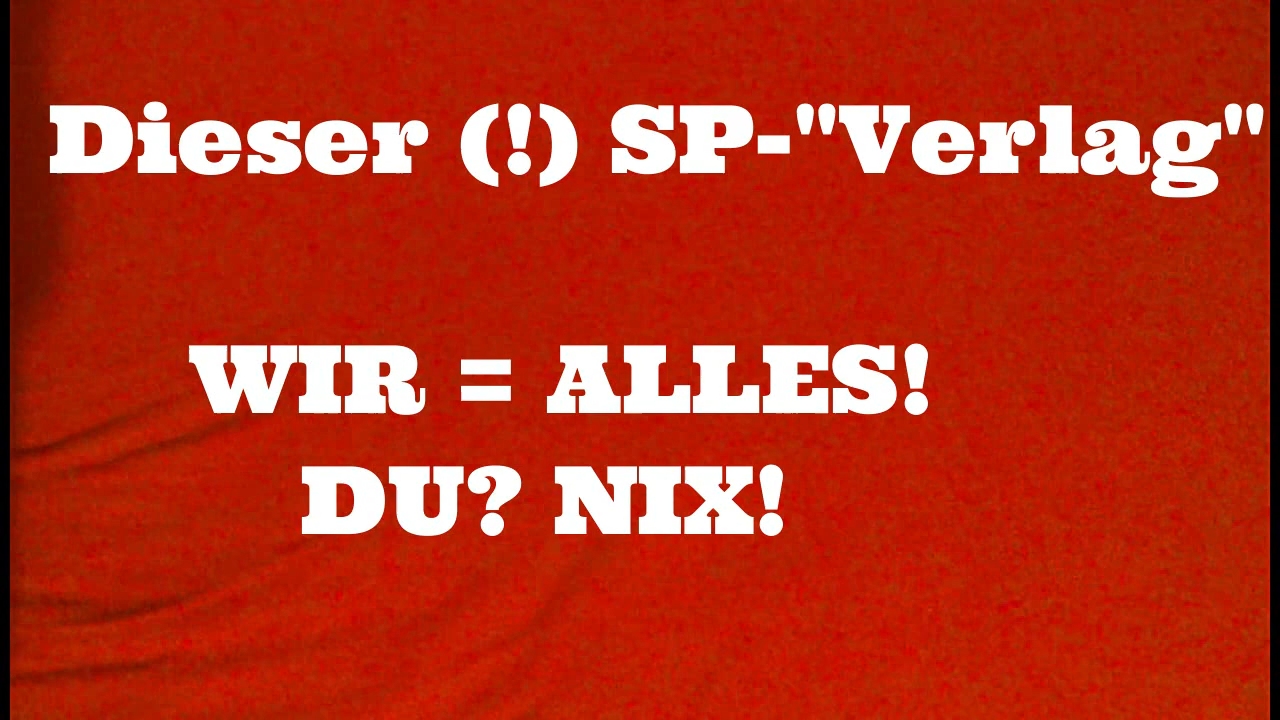 Dieser (!) SP-"Verlag"
WIR = ALLES!
DU? NIX!